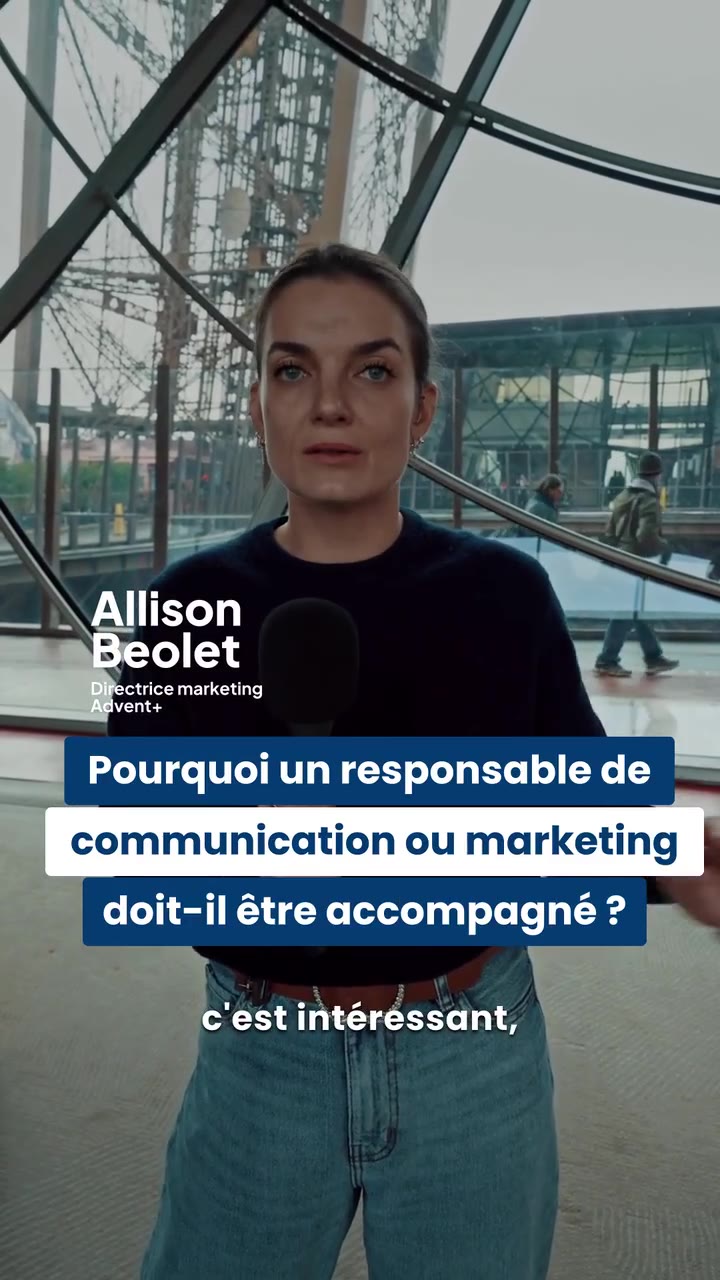 Allison
Beolet
Directrice marketing
Advent+
Pourquoi un responsable de
communication ou marketing
doit-il être accompagné ?
c'est intéressant,